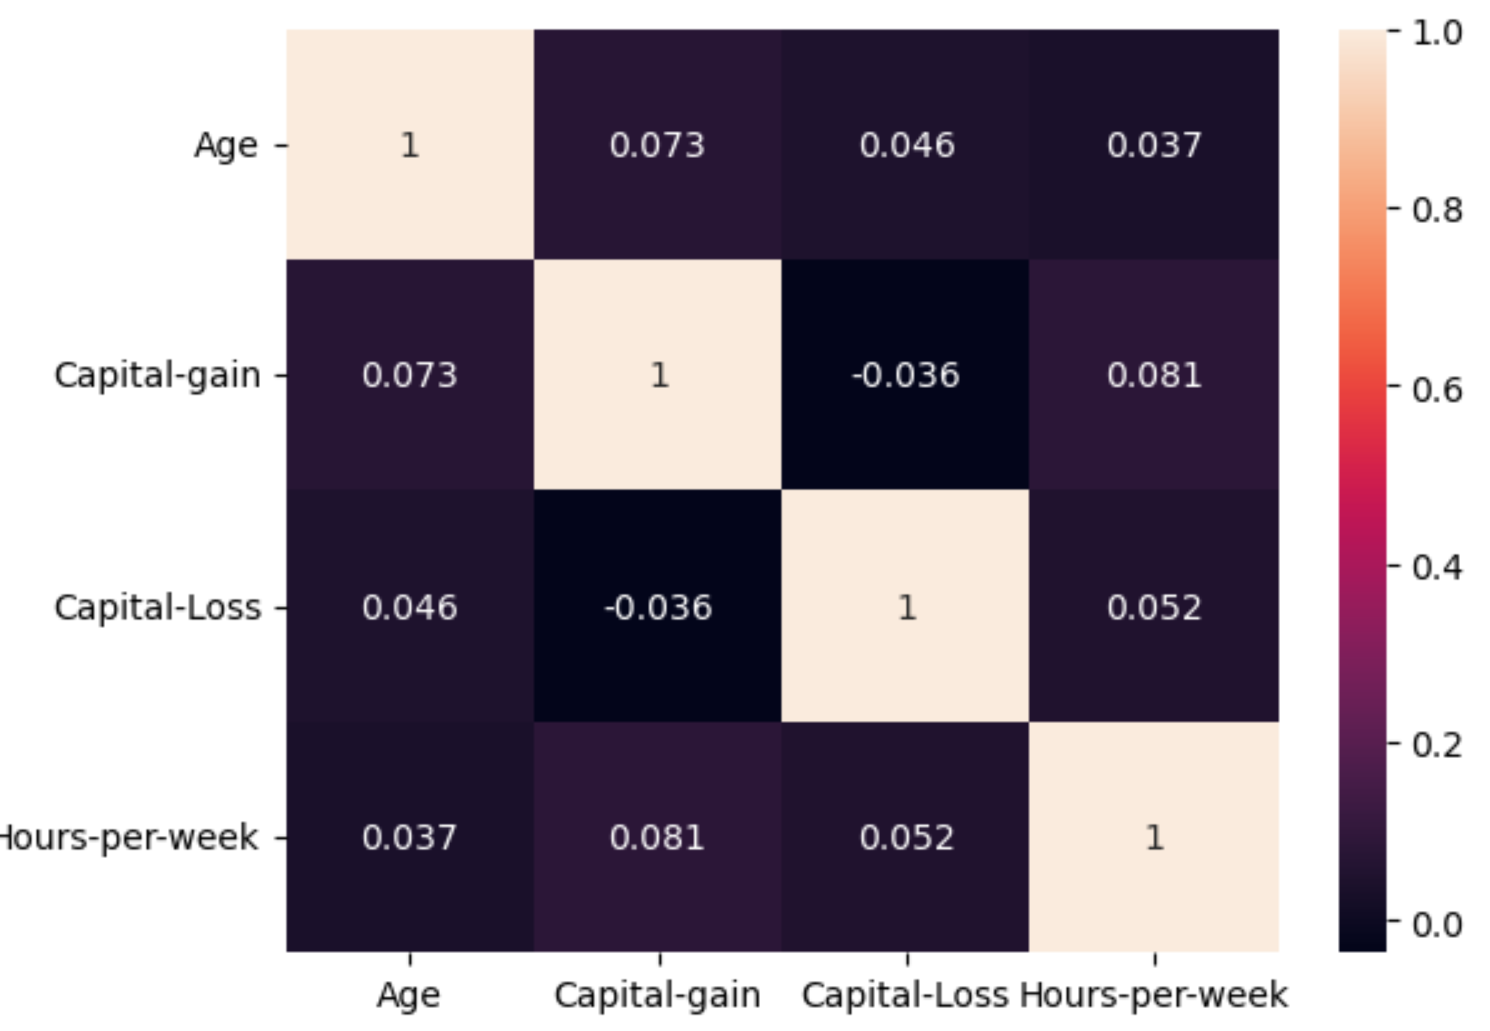 Age 1 0.073 0.046 0.037
Capital-gain 0.073 1 -0.036 0.081
Capital-Loss 0.046 -0.036 1 0.052
Hours-per-week 0.037 0.081 0.052 1
Age Capital-gain Capital-Loss Hours-per-week
1.0
0.8
0.6
0.4
0.2
0.0